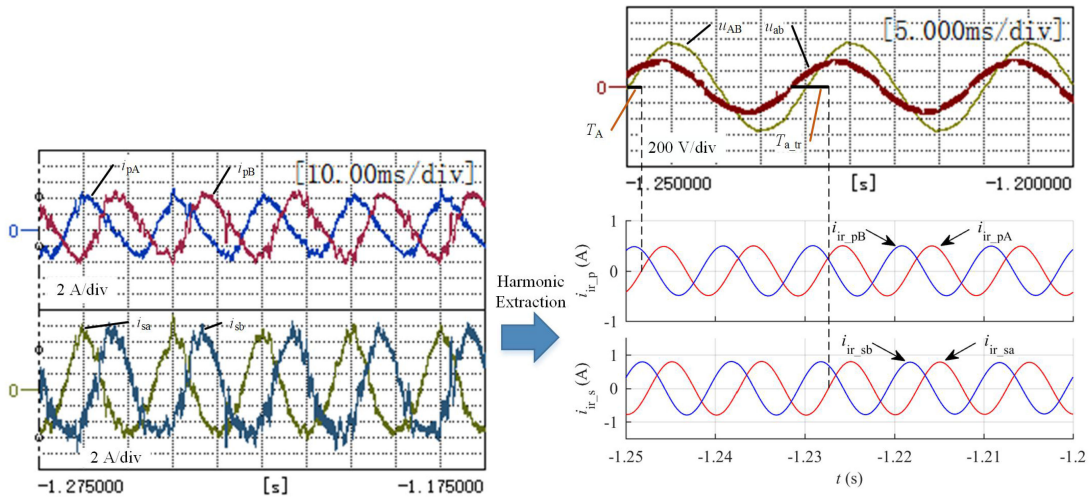 [10.00ms/div]
i_pA
i_pB
0
2 A/div
i_sa
i_sb
0
2 A/div
-1.275000
[s]
-1.175000
Harmonic
Extraction
[5.000ms/div]
u_AB
u_ab
0
T_A
T_a_tr
200 V/div
-1.250000
[s]
-1.200000
i_ir_p (A)
1
0
-1
i_ir_pB
i_ir_pA
i_ir_s (A)
1
0
-1
i_ir_sb
i_ir_sa
-1.25
-1.24
-1.23
-1.22
-1.21
-1.2
t (s)